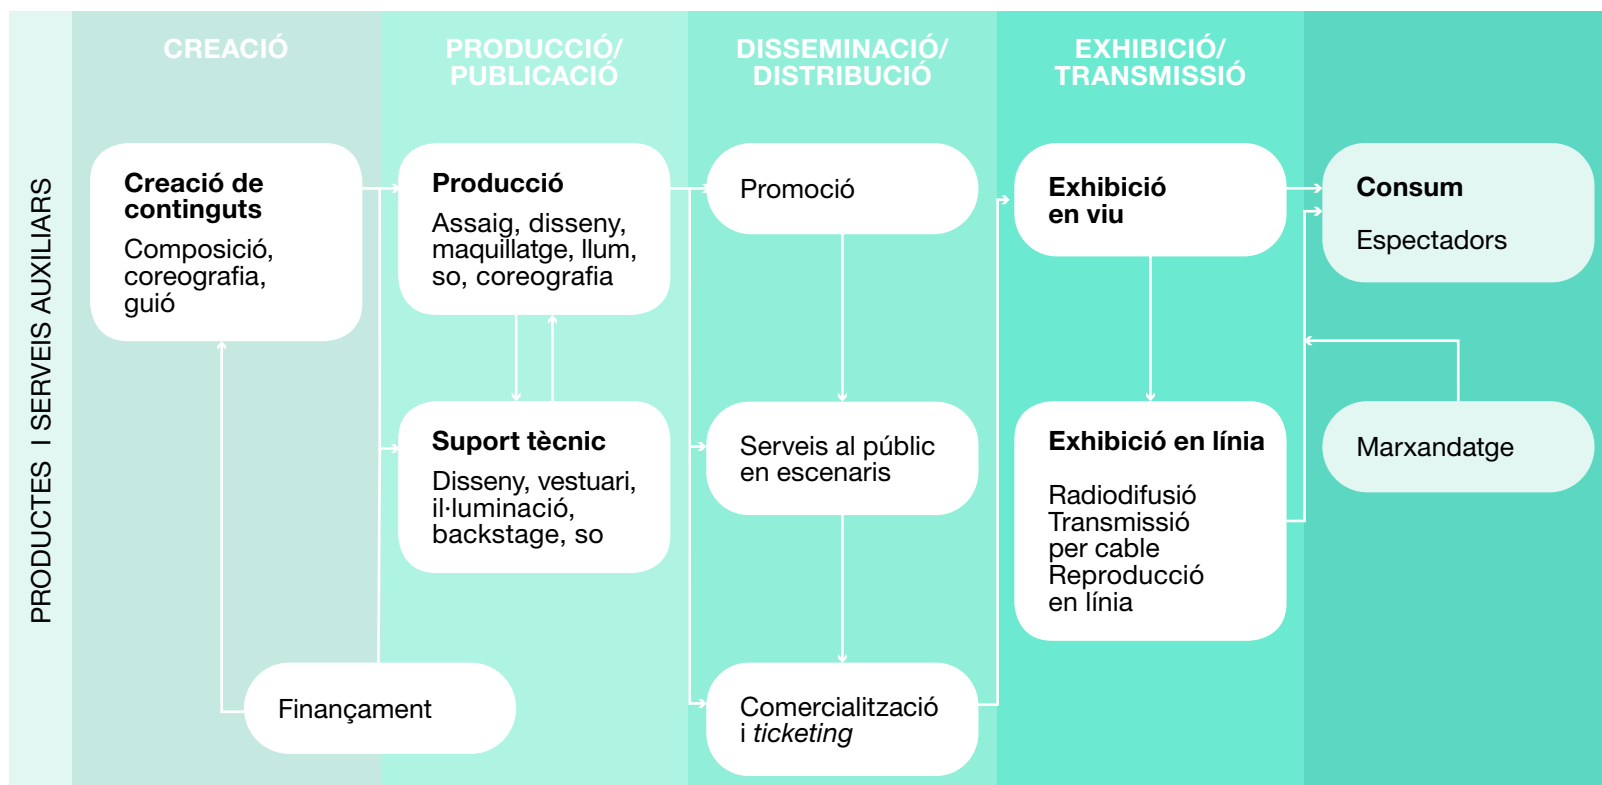 PRODUCTES I SERVEIS AUXILIARS
CREACIÓ
Creació de
continguts
Composició,
coreografia,
guió
Finançament
PRODUCCIÓ/
PUBLICACIÓ
Producció
Assaig, disseny,
maquillatge, llum,
so, coreografia
Suport tècnic
Disseny, vestuari,
il·luminació,
backstage, so
DISSEMINACIÓ/
DISTRIBUCIÓ
Promoció
Serveis al públic
en escenaris
Comercialització
i ticketing
EXHIBICIÓ/
TRANSMISSIÓ
Exhibició
en viu
Exhibició en línia
Radiodifusió
Transmissió
per cable
Reproducció
en línia
Consum
Espectadors
Marxandatge